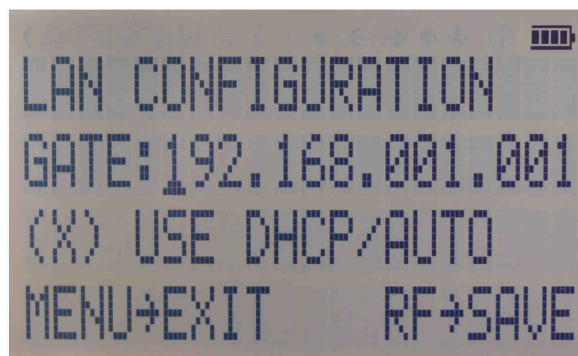 LAN CONFIGURATION
GATE:192.168.001.001
(X) USE DHCP/AUTO
MENU→EXIT RF→SAVE